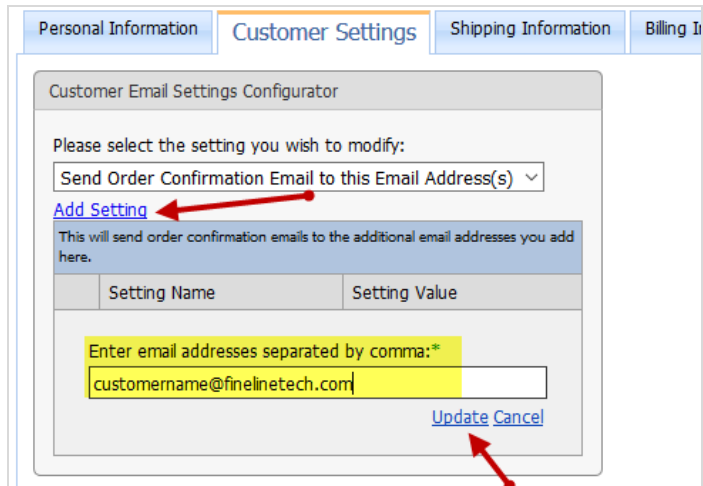 Personal Information
Customer Settings
Shipping Information
Billing
Customer Email Settings Configurator
Please select the setting you wish to modify:
Send Order Confirmation Email to this Email Address(s)
Add Setting
This will send order confirmation emails to the additional email addresses you add
here.
Setting Name
Setting Value
Enter email addresses separated by comma:*
customername@finelinetech.com
Update Cancel